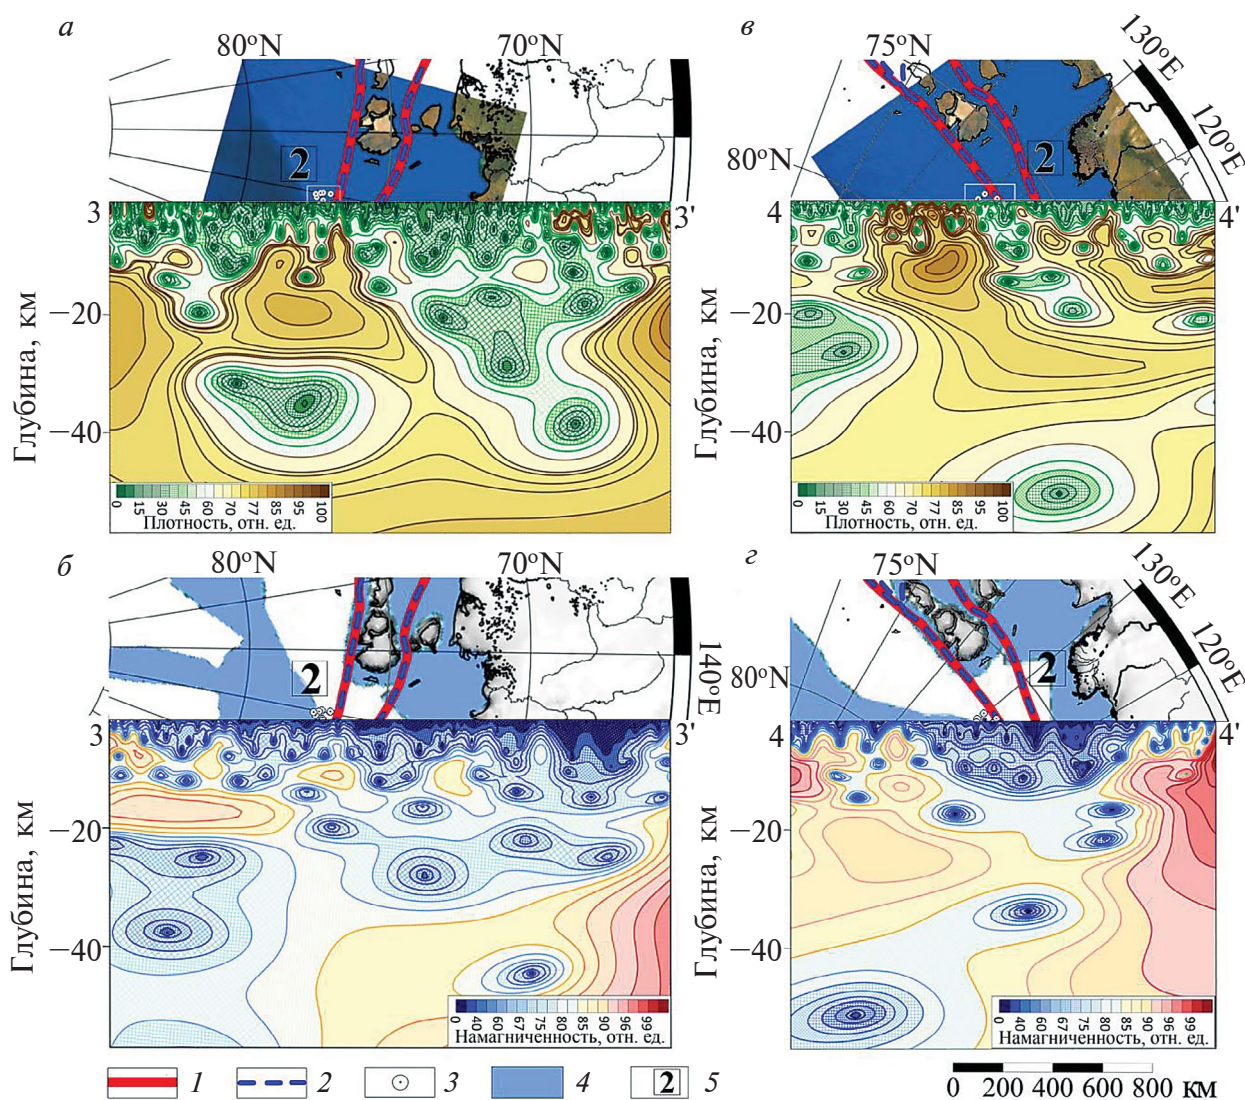 а
80°N
70°N
2
3
3'
Глубина, км
−20
−40
0 15 30 45 60 70 77 85 95 100
Плотность, отн. ед.
в
75°N
130°E
120°E
80°N
2
4
4'
Глубина, км
−20
−40
0 15 30 45 60 70 77 85 95 100
Плотность, отн. ед.
б
80°N
70°N
140°E
2
3
3'
Глубина, км
−20
−40
0 40 60 67 75 80 85 90 96 99
Намагниченность, отн. ед.
г
75°N
130°E
120°E
80°N
2
4
4'
Глубина, км
−20
−40
0 40 60 67 75 80 85 90 96 99
Намагниченность, отн. ед.
1 2 3 4 2 5
0 200 400 600 800 км